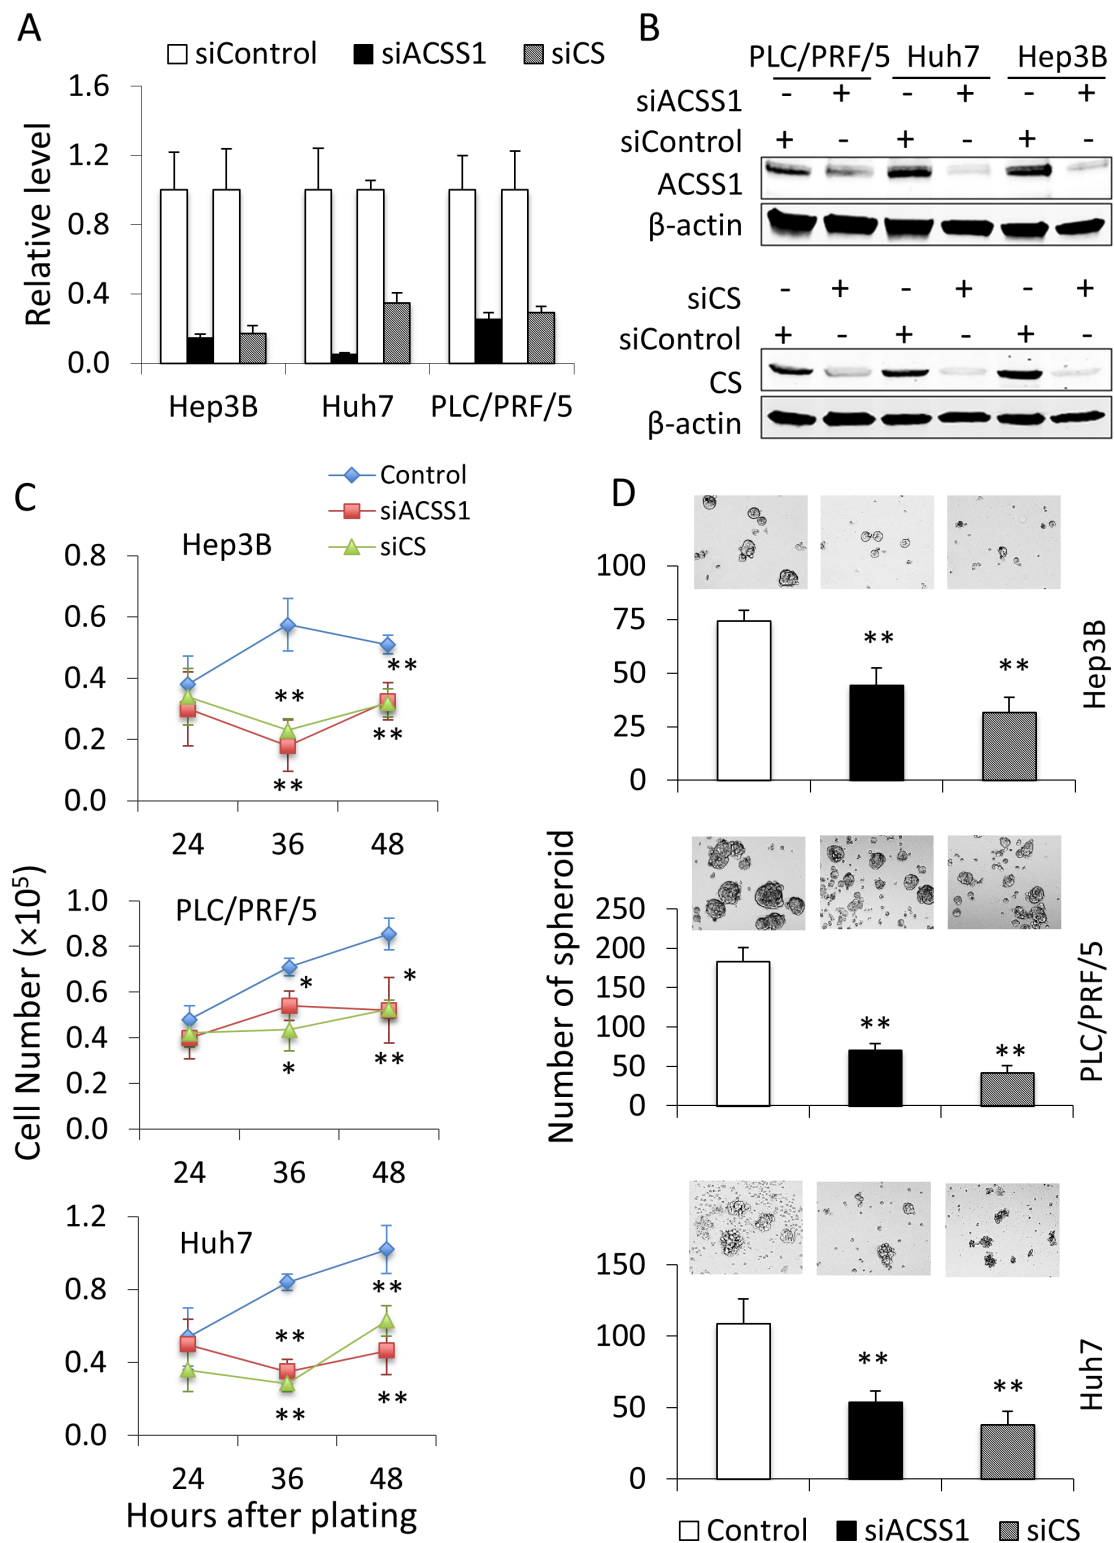 A
siControl siACSS1 siCS
Relative level
1.6
1.2
0.8
0.4
0.0
Hep3B Huh7 PLC/PRF/5
B
PLC/PRF/5 Huh7 Hep3B
siACSS1 - + - + - +
siControl + - + - + -
ACSS1
β-actin
siCS - + - + - +
siControl + - + - + -
CS
β-actin
C
Control
siACSS1
siCS
Cell Number (×10⁵)
Hep3B
0.8
0.6
0.4
0.2
0.0
**
**
**
**
24 36 48
PLC/PRF/5
1.0
0.8
0.6
0.4
0.2
0.0
*
*
*
**
24 36 48
Huh7
1.2
0.8
0.4
0.0
**
**
**
**
24 36 48
Hours after plating
D
Number of spheroid
100
75
50
25
0
** **
Hep3B
250
200
150
100
50
0
** **
PLC/PRF/5
150
100
50
0
** **
Huh7
Control siACSS1 siCS